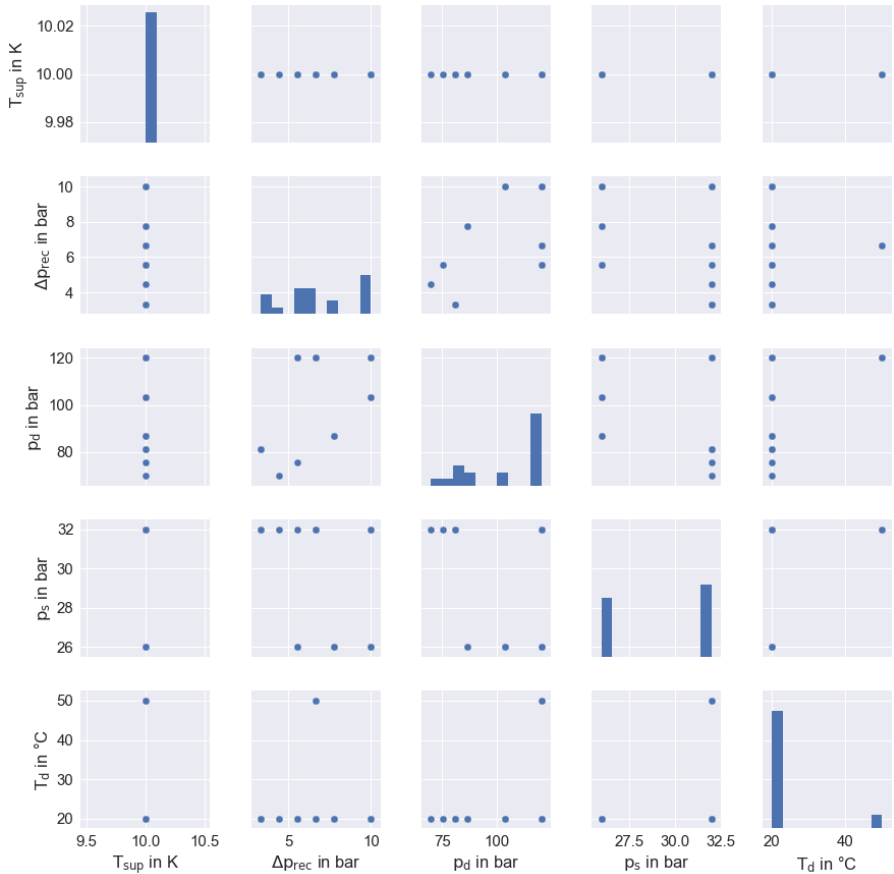 T_sup in K
10.02
10.00
9.98
Δp_rec in bar
10
8
6
4
p_d in bar
120
100
80
p_s in bar
32
30
28
26
T_d in °C
50
40
30
20
9.5 10.0 10.5 5 10 75 100 27.5 30.0 32.5 20 40
T_sup in K Δp_rec in bar p_d in bar p_s in bar T_d in °C